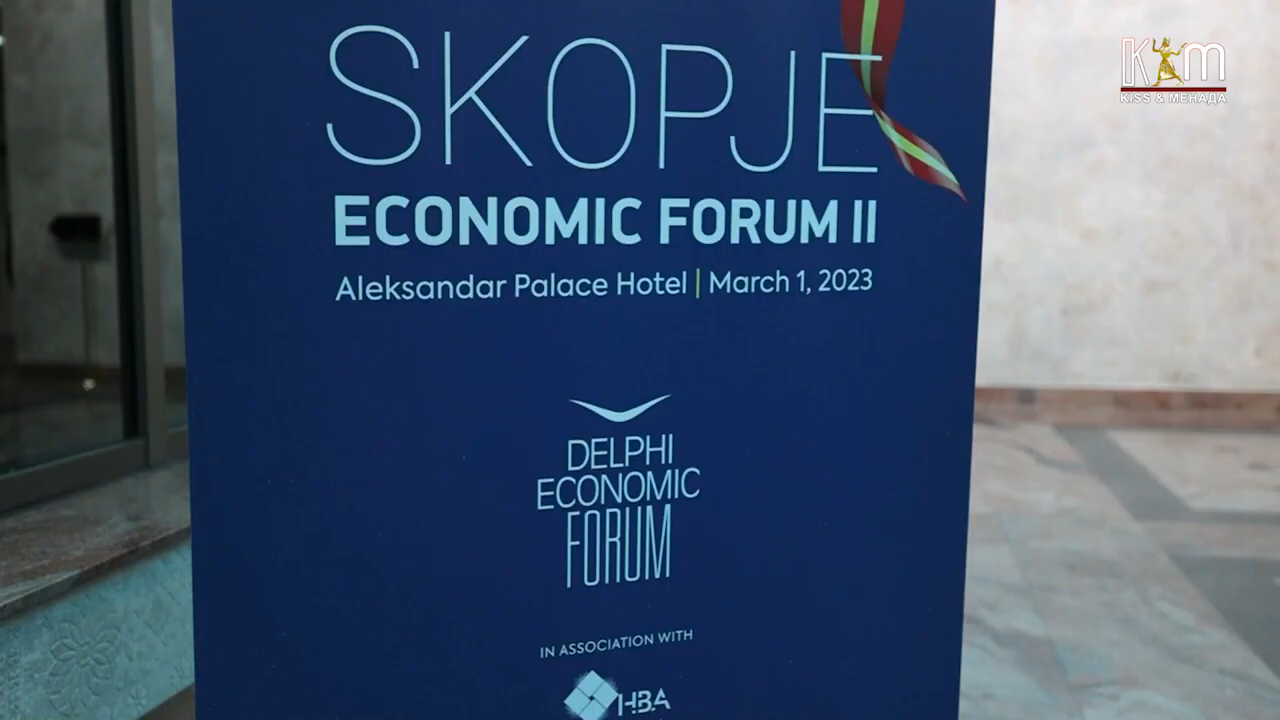 SKOPJE
ECONOMIC FORUM II
Aleksandar Palace Hotel | March 1, 2023
DELPHI
ECONOMIC
FORUM
IN ASSOCIATION WITH
HBA
Km
KISS & МЕНАДА